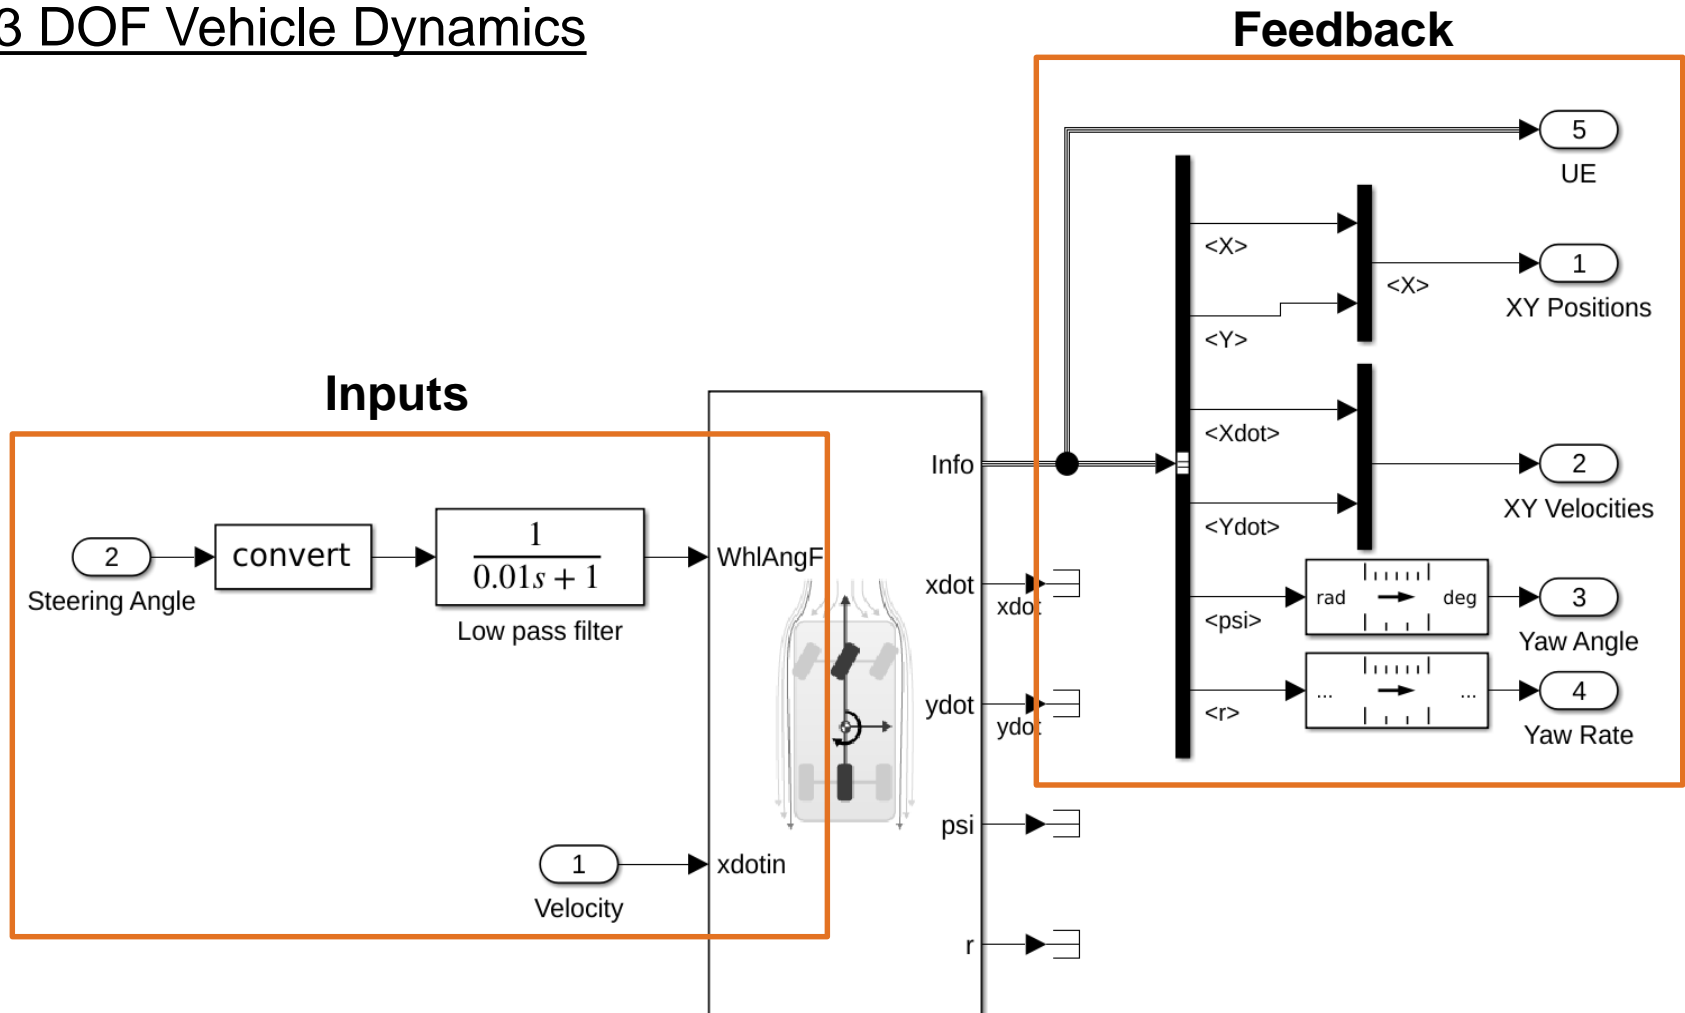 3 DOF Vehicle Dynamics
Feedback
5
UE
<X>
<Y>
<X>
1
XY Positions
Inputs
<Xdot>
<Ydot>
2
XY Velocities
Info
2
Steering Angle
convert
1
0.01s + 1
Low pass filter
WhlAngF
xdot
xdot
<psi>
rad
deg
3
Yaw Angle
ydot
ydot
<r>
...
...
4
Yaw Rate
psi
1
Velocity
xdotin
r